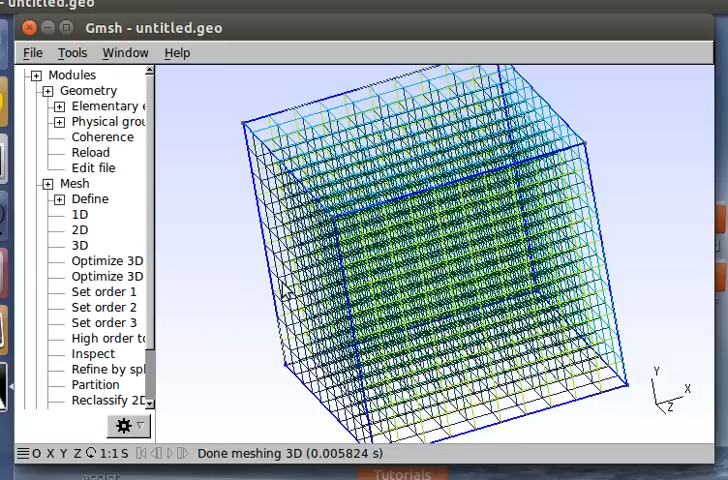 untitled.geo
Gmsh - untitled.geo
File Tools Window Help
Modules
Geometry
Elementary e
Physical grou
Coherence
Reload
Edit file
Mesh
Define
1D
2D
3D
Optimize 3D
Optimize 3D
Set order 1
Set order 2
Set order 3
High order to
Inspect
Refine by spl
Partition
Reclassify 2D
Y
X
Z
O X Y Z 1:1 S Done meshing 3D (0.005824 s)
assist
Tutorials